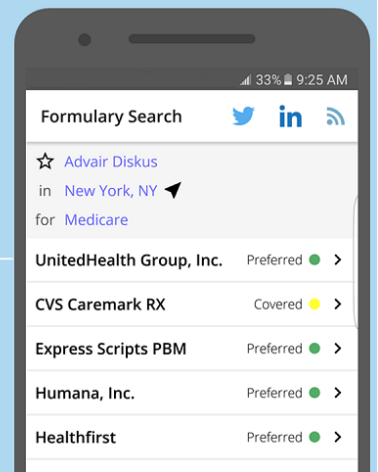 33% 9:25 AM
Formulary Search in
Advair Diskus
in New York, NY
for Medicare
UnitedHealth Group, Inc. Preferred
CVS Caremark RX Covered
Express Scripts PBM Preferred
Humana, Inc. Preferred
Healthfirst Preferred